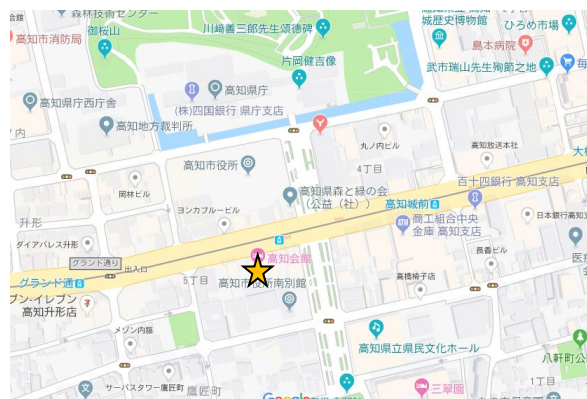 森林技術センター
御桜山
高知市消防局
川崎善三郎先生頌徳碑
片岡健吉像
城歴史博物館
ひろめ市場
島本病院
武市瑞山先生殉節之地
高知県庁
(株)四国銀行 県庁支店
高知県庁西庁舎
高知地方裁判所
丸ノ内ビル
高知放送本社
4丁目
高知市役所
岡林ビル
高知県森と緑の会
（公益（社））
高知城前
百十四銀行 高知支店
升形
ヨンカブルービル
商工組合中央
金庫 高知支店
日本銀行高知
ダイアパレス升形
グランド通り
出入口
高知会館
長香ビル
グランド通
5丁目
高知市役所南別館
高橋椅子店
ブン-イレブン
高知升形店
メゾン内藤
高知県立県民文化ホール
八軒町公
サーパスタワー鷹匠町
鷹匠町
三翠園
1丁目